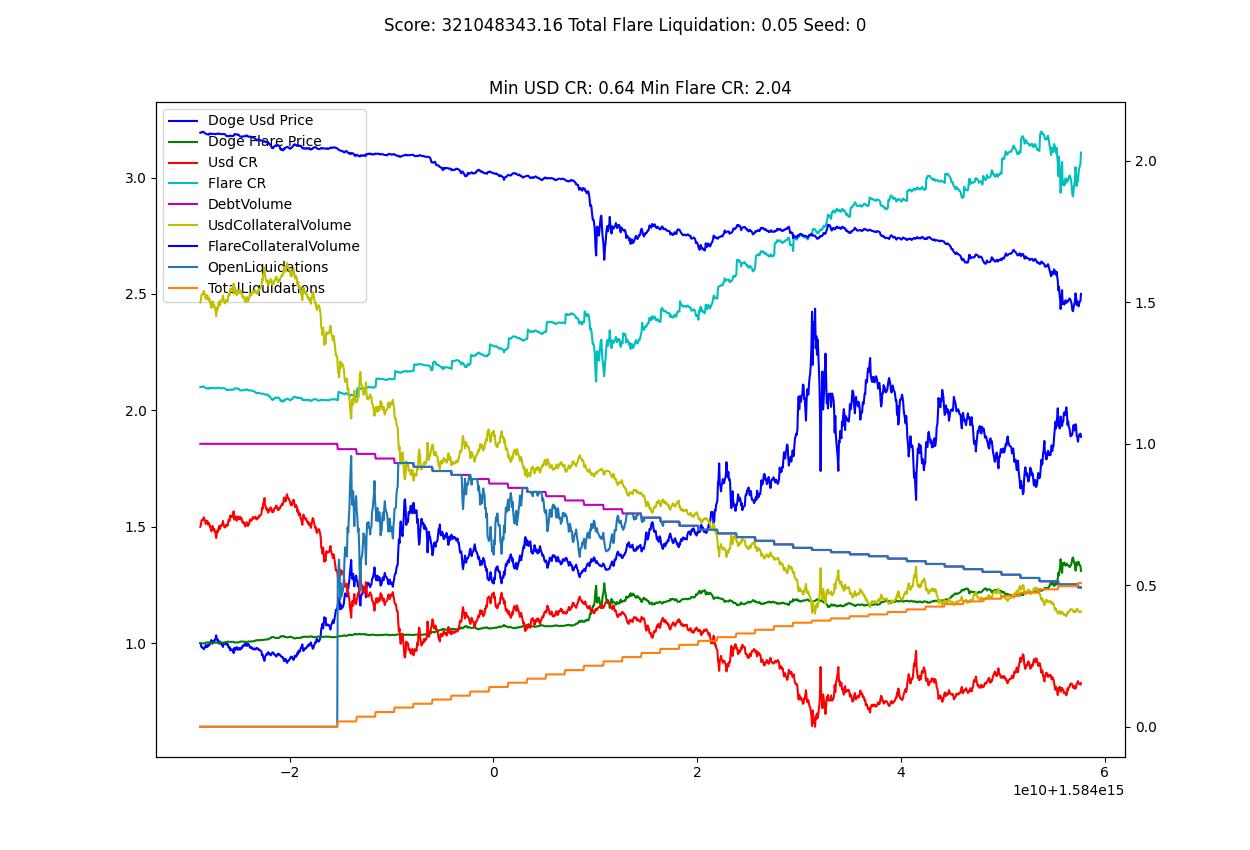 Score: 321048343.16 Total Flare Liquidation: 0.05 Seed: 0
Min USD CR: 0.64 Min Flare CR: 2.04
Doge Usd Price
Doge Flare Price
Usd CR
Flare CR
DebtVolume
UsdCollateralVolume
FlareCollateralVolume
OpenLiquidations
TotalLiquidations
3.0
2.5
2.0
1.5
1.0
2.0
1.5
1.0
0.5
0.0
−2
0
2
4
6
1e10+1.584e15